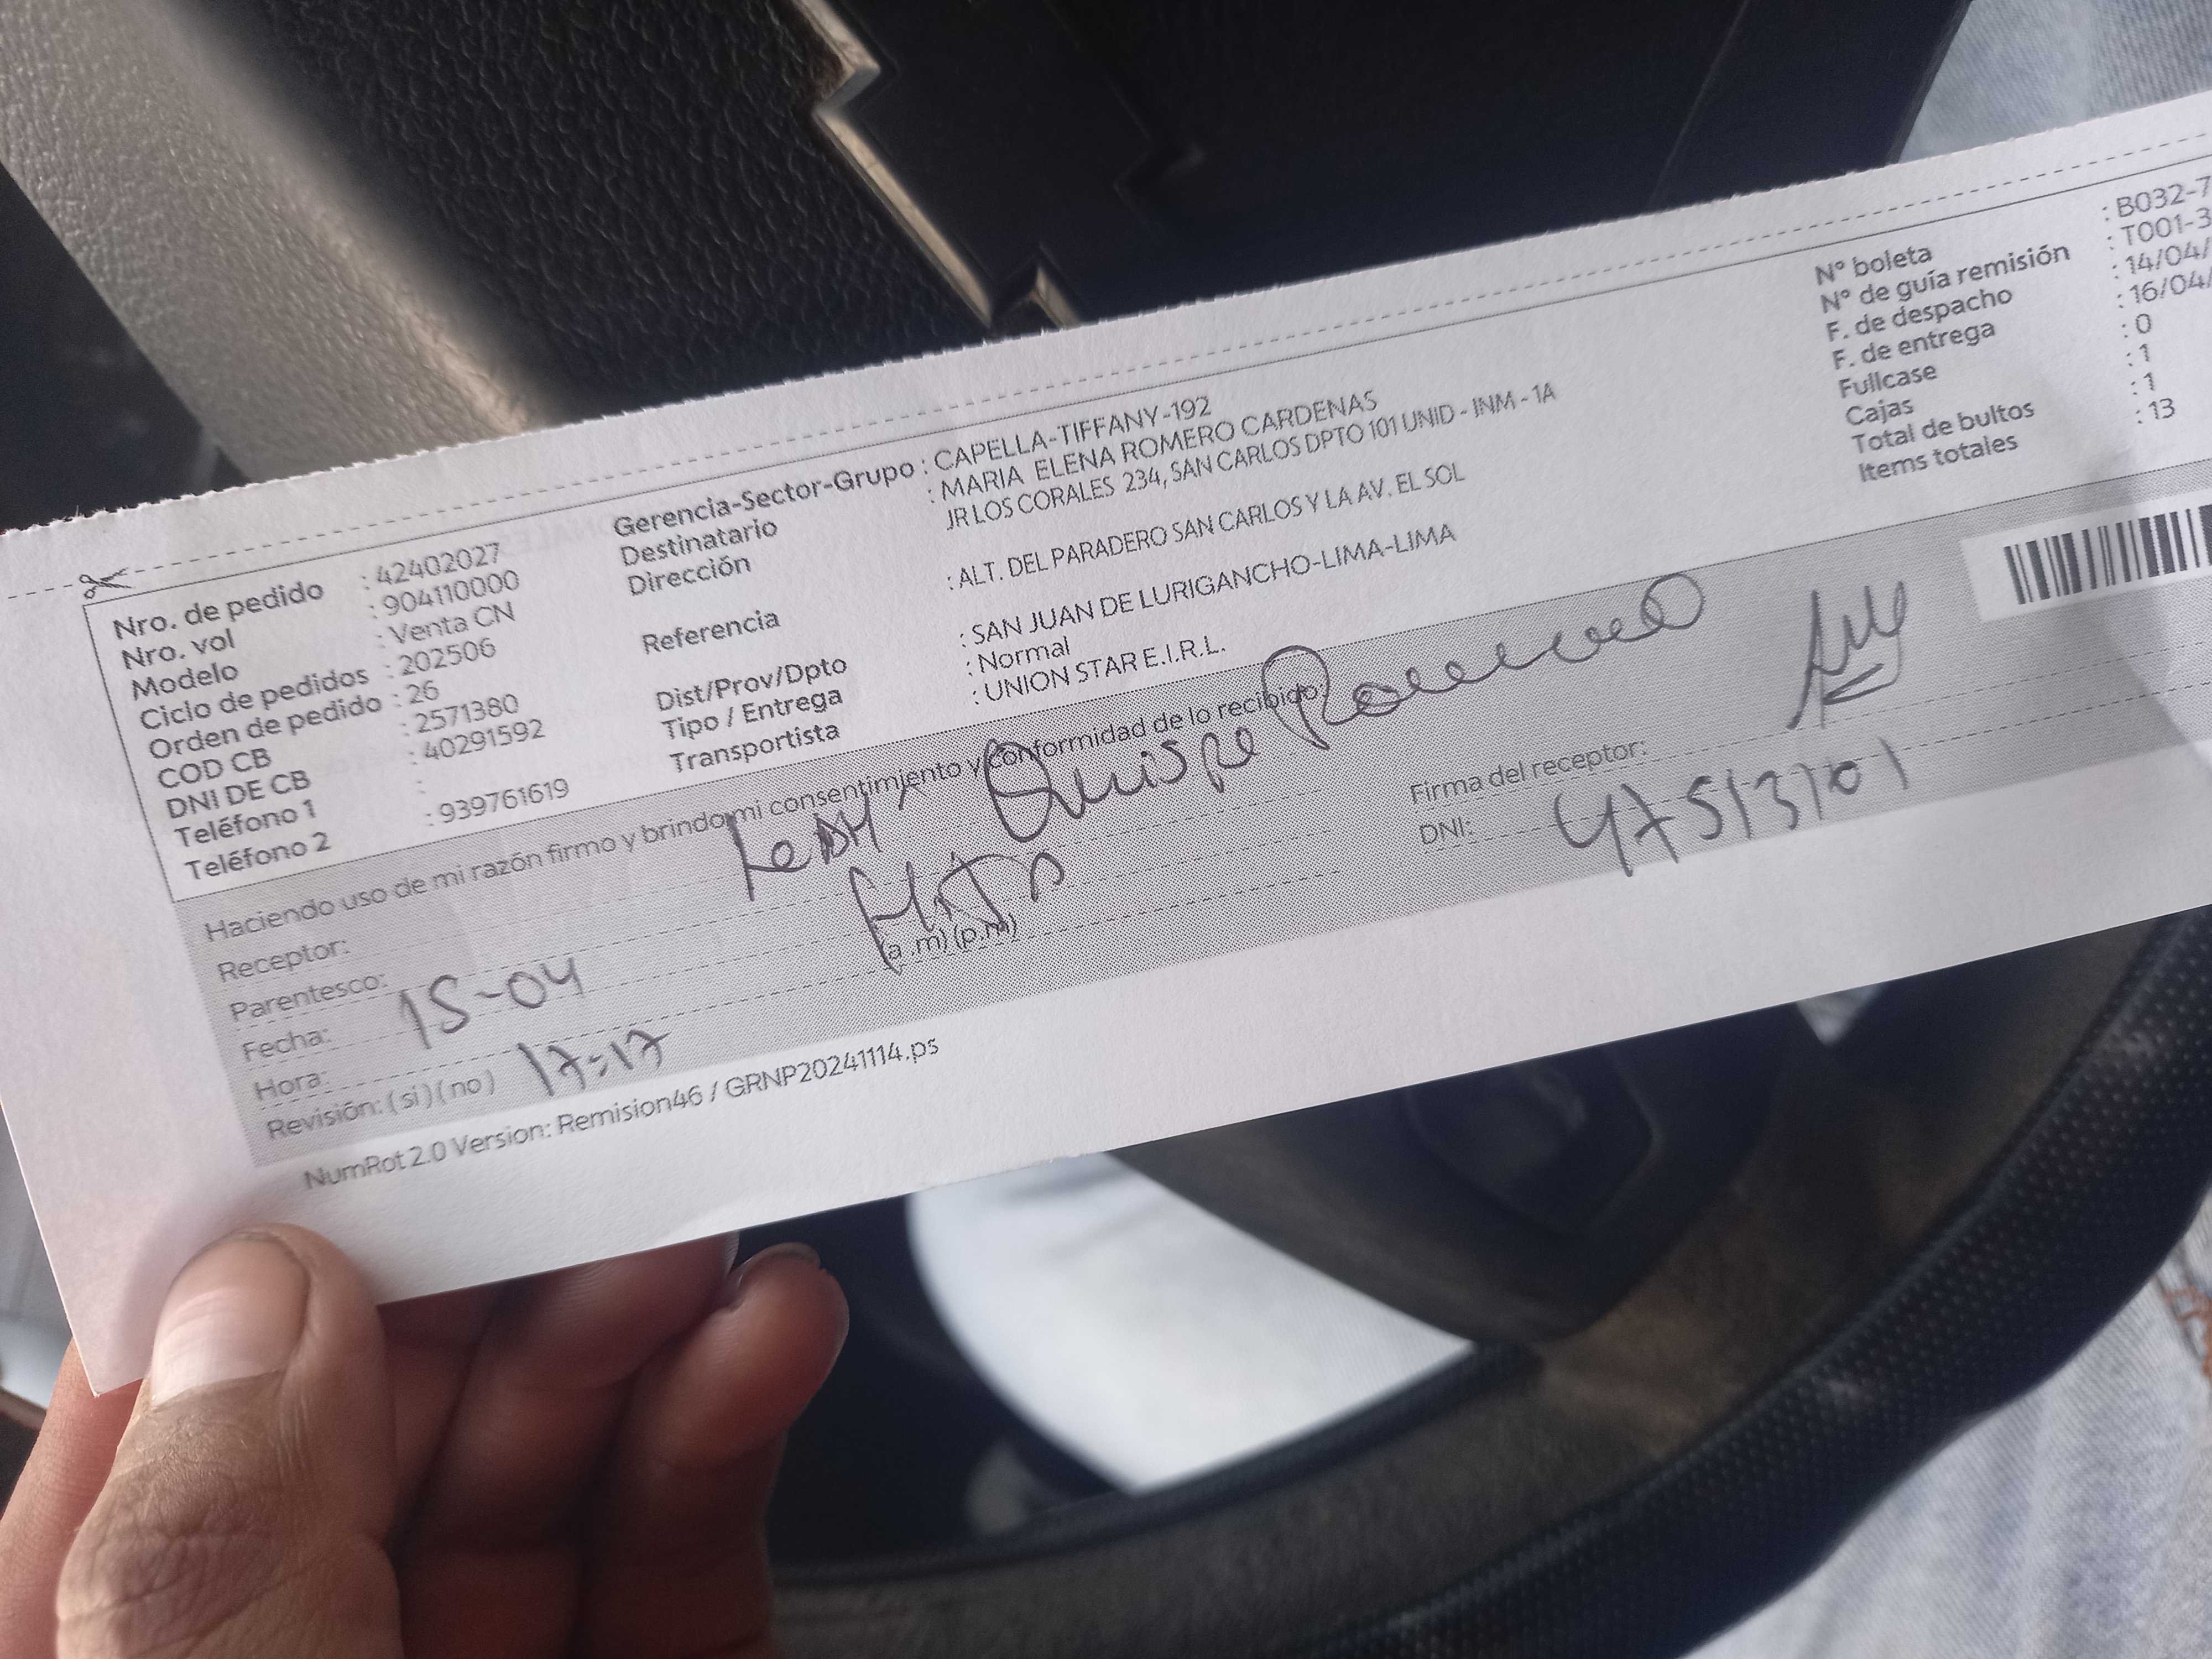 Nro. de pedido : 42402027
Nro. vol : 904110000
Modelo : Venta CN
Ciclo de pedidos : 202506
Orden de pedido : 26
COD CB : 2571380
DNI DE CB : 40291592
Teléfono 1 :
Teléfono 2 : 939761619
Gerencia-Sector-Grupo : CAPELLA-TIFFANY-192
Destinatario : MARIA ELENA ROMERO CARDENAS
Dirección JR LOS CORALES 234, SAN CARLOS DPTO 101 UNID - INM - 1A
Referencia : ALT. DEL PARADERO SAN CARLOS Y LA AV. EL SOL
Dist/Prov/Dpto : SAN JUAN DE LURIGANCHO-LIMA-LIMA
Tipo / Entrega : Normal
Transportista : UNION STAR E.I.R.L.
N° boleta : B032-7
N° de guía remisión : T001-3
F. de despacho : 14/04/
F. de entrega : 16/04/
Fullcase : 0
Cajas : 1
Total de bultos : 1
Items totales : 13
Haciendo uso de mi razón firmo y brindo mi consentimiento y conformidad de lo recibido:
Receptor: Quispe
Parentesco:
Fecha: 15-04
Hora: (a.m) (p.m)
Revisión: (si) (no) 17:17
Firma del receptor:
DNI:
NumRot 2.0 Version: Remision46 / GRNP20241114.ps